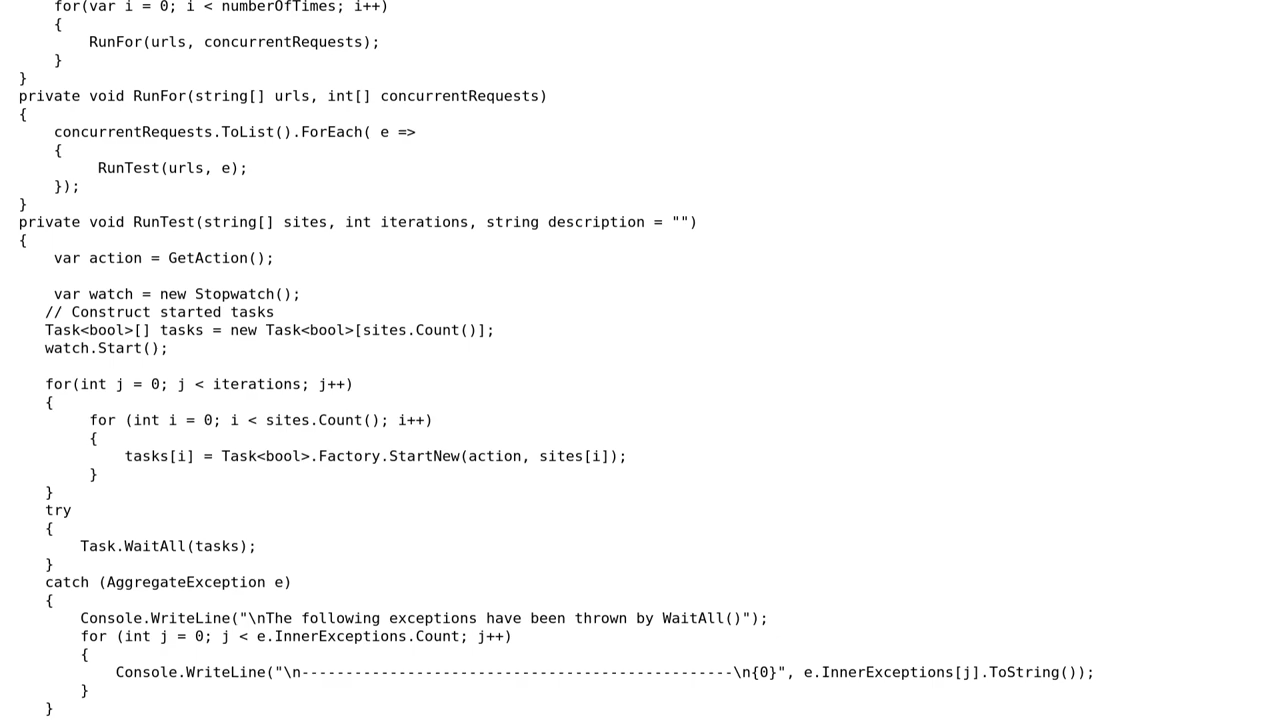 for(var i = 0; i < numberOfTimes; i++)
{
RunFor(urls, concurrentRequests);
}
}
private void RunFor(string[] urls, int[] concurrentRequests)
{
concurrentRequests.ToList().ForEach( e =>
{
RunTest(urls, e);
});
}
private void RunTest(string[] sites, int iterations, string description = "")
{
var action = GetAction();
var watch = new Stopwatch();
// Construct started tasks
Task<bool>[] tasks = new Task<bool>[sites.Count()];
watch.Start();
for(int j = 0; j < iterations; j++)
{
for (int i = 0; i < sites.Count(); i++)
{
tasks[i] = Task<bool>.Factory.StartNew(action, sites[i]);
}
}
try
{
Task.WaitAll(tasks);
}
catch (AggregateException e)
{
Console.WriteLine("\nThe following exceptions have been thrown by WaitAll()");
for (int j = 0; j < e.InnerExceptions.Count; j++)
{
Console.WriteLine("\n-------------------------------------------------\n{0}", e.InnerExceptions[j].ToString());
}
}